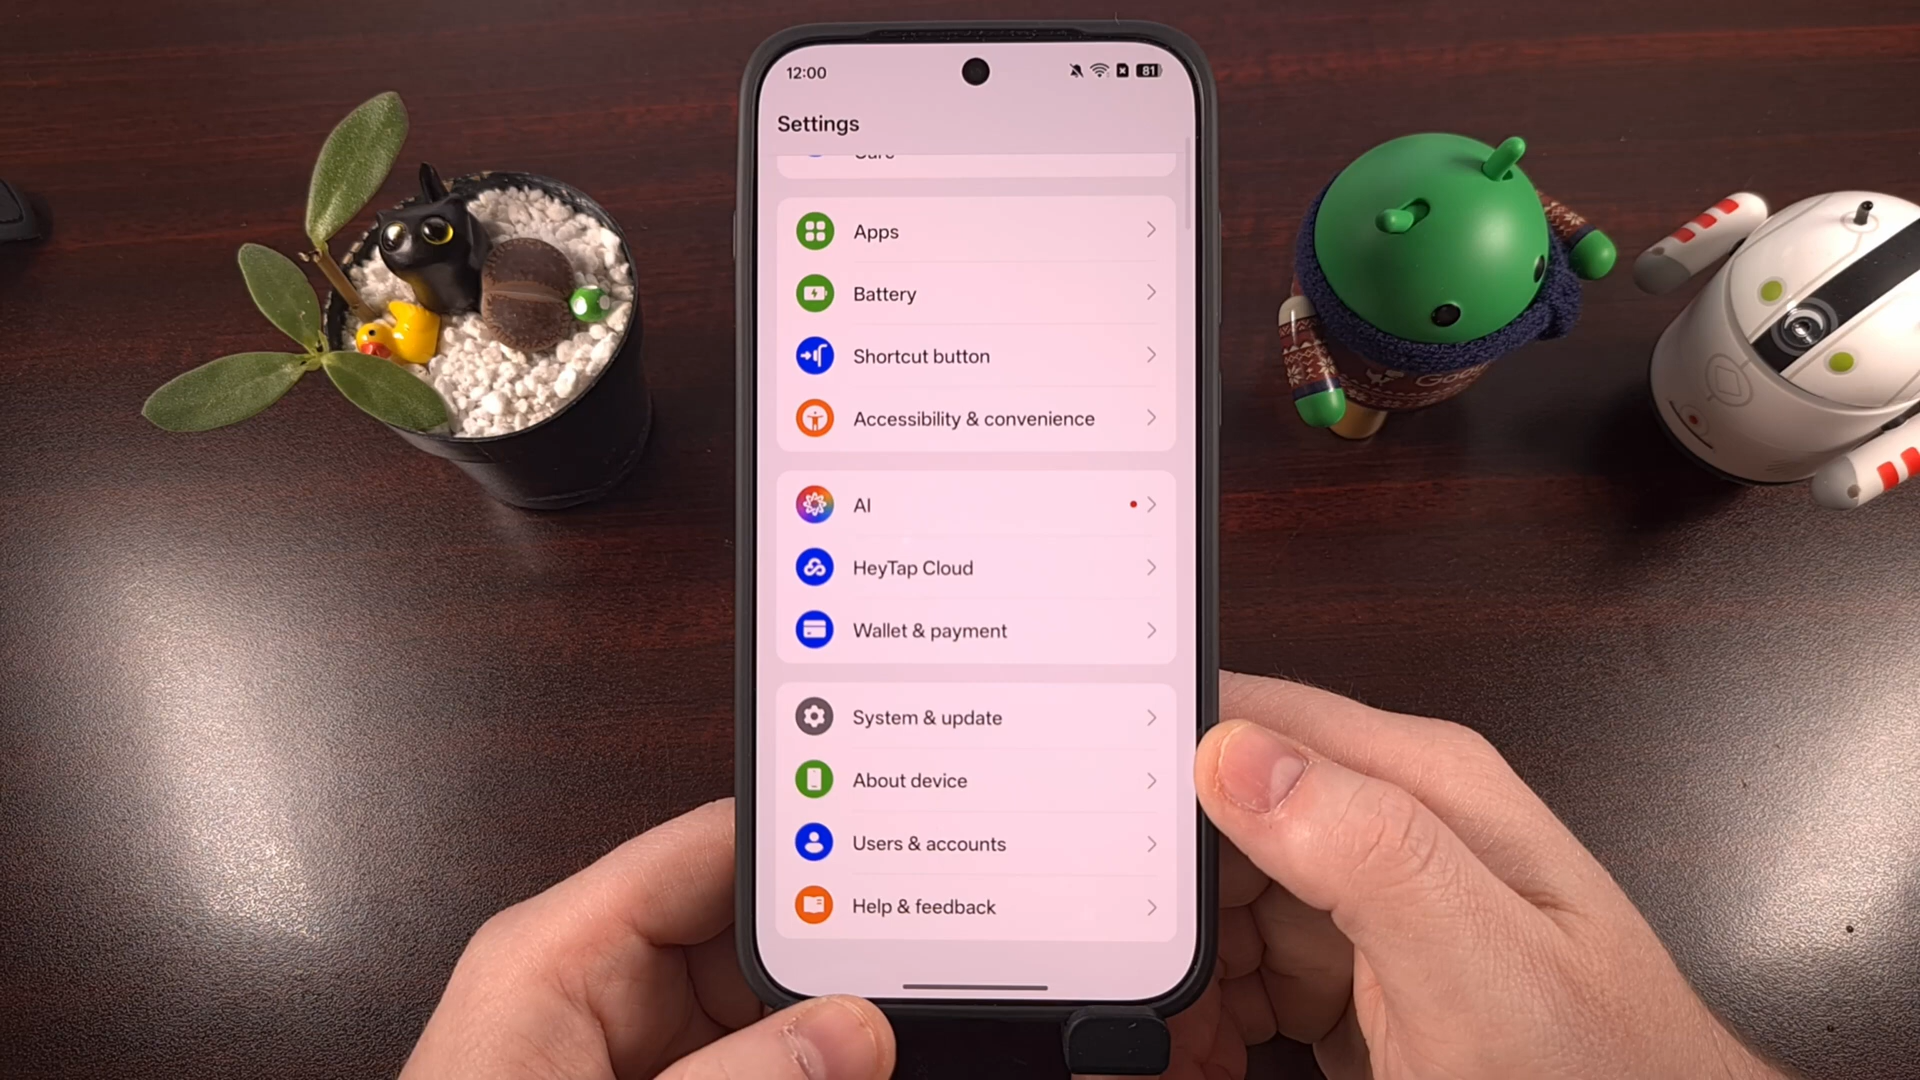 12:00
81
Settings
Apps
Battery
Shortcut button
Accessibility & convenience
AI
HeyTap Cloud
Wallet & payment
System & update
About device
Users & accounts
Help & feedback